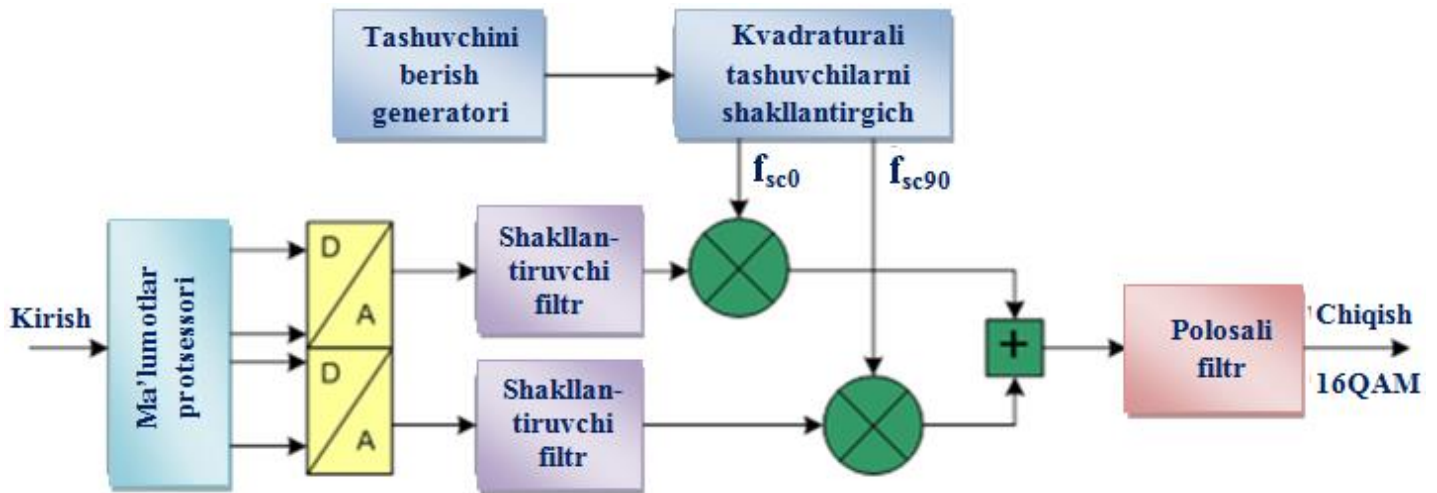 Tashuvchini
berish
generatori
Kvadraturali
tashuvchilarni
shakllantirgich
fsc0
fsc90
Kirish
Ma'lumotlar
protsessori
D
A
D
A
Shakllan-
tiruvchi
filtr
Shakllan-
tiruvchi
filtr
+
Polosali
filtr
Chiqish
16QAM